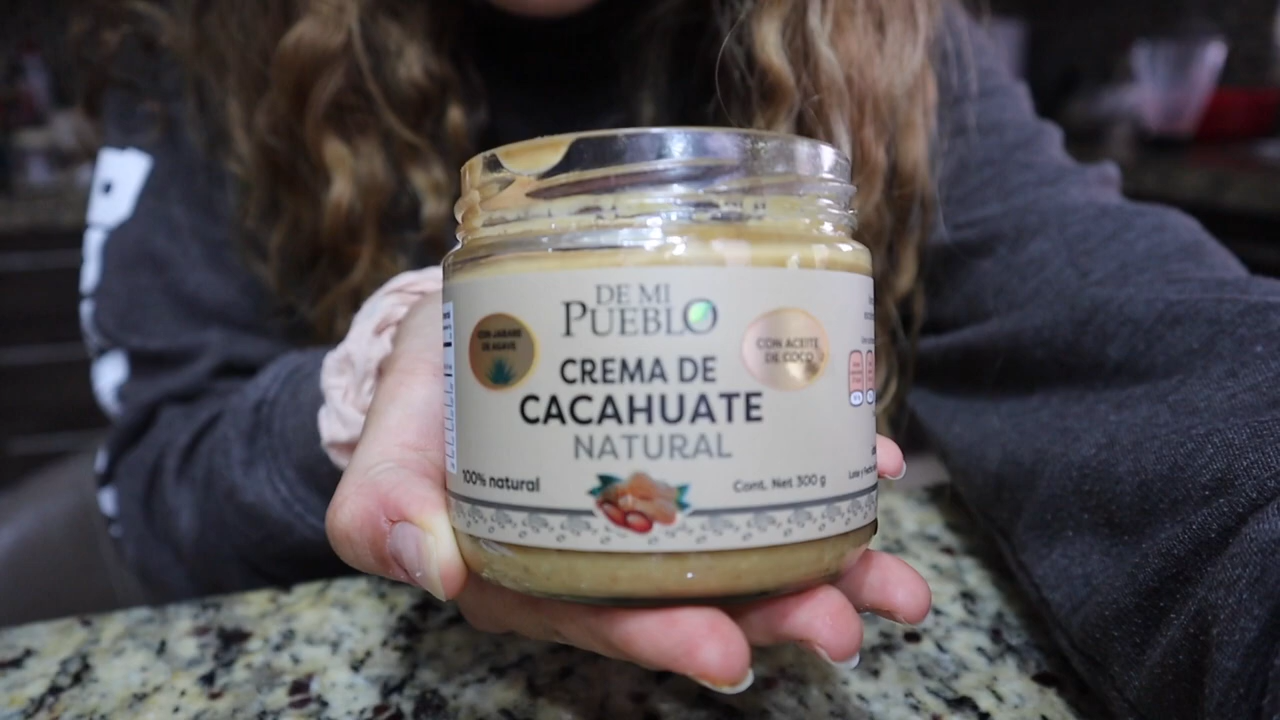 DE MI
PUEBLO
CON JARABE
DE AGAVE
CON ACEITE
DE COCO
CREMA DE
CACAHUATE
NATURAL
100% natural
Cont. Net 300 g